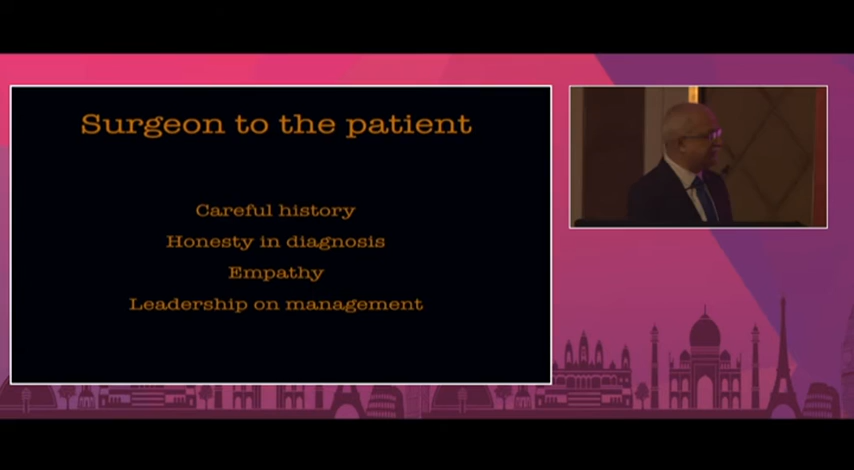 Surgeon to the patient
Careful history
Honesty in diagnosis
Empathy
Leadership on management